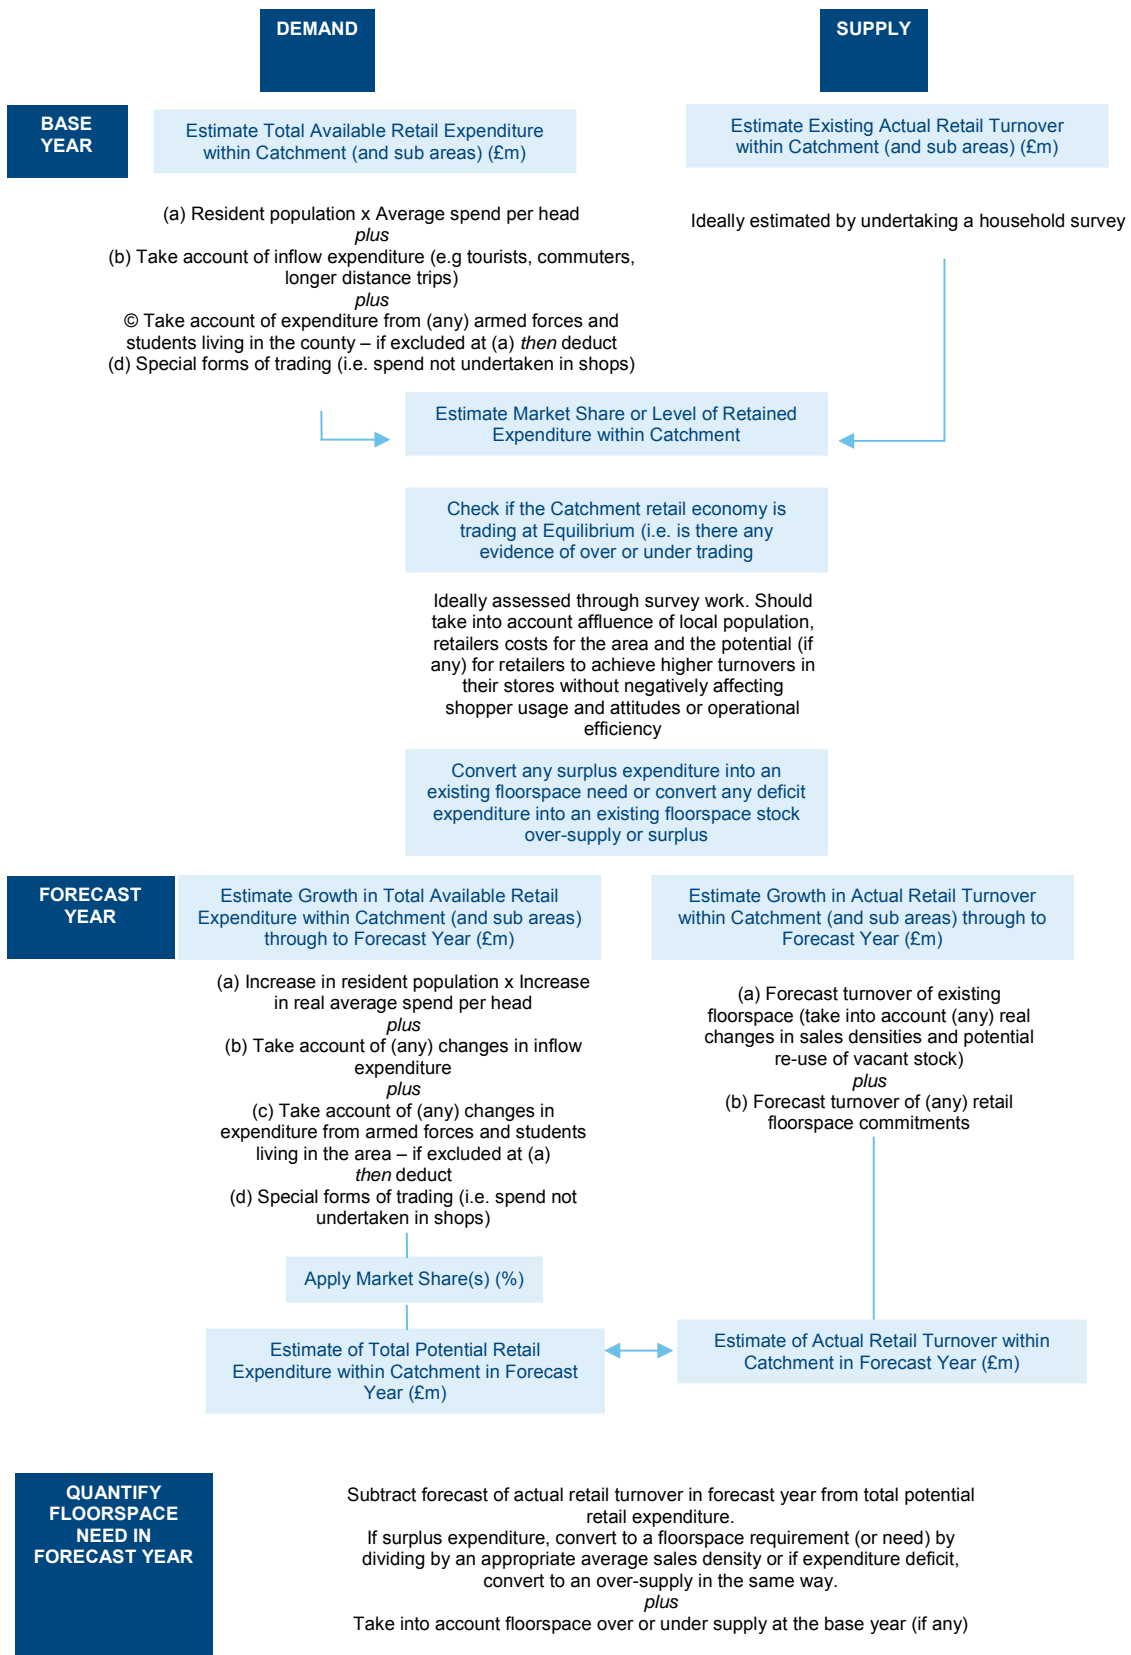 DEMAND
SUPPLY
BASE
YEAR
Estimate Total Available Retail Expenditure
within Catchment (and sub areas) (£m)
Estimate Existing Actual Retail Turnover
within Catchment (and sub areas) (£m)
(a) Resident population x Average spend per head
plus
(b) Take account of inflow expenditure (e.g tourists, commuters,
longer distance trips)
plus
© Take account of expenditure from (any) armed forces and
students living in the county – if excluded at (a) then deduct
(d) Special forms of trading (i.e. spend not undertaken in shops)
Ideally estimated by undertaking a household survey
Estimate Market Share or Level of Retained
Expenditure within Catchment
Check if the Catchment retail economy is
trading at Equilibrium (i.e. is there any
evidence of over or under trading
Ideally assessed through survey work. Should
take into account affluence of local population,
retailers costs for the area and the potential (if
any) for retailers to achieve higher turnovers in
their stores without negatively affecting
shopper usage and attitudes or operational
efficiency
Convert any surplus expenditure into an
existing floorspace need or convert any deficit
expenditure into an existing floorspace stock
over-supply or surplus
FORECAST
YEAR
Estimate Growth in Total Available Retail
Expenditure within Catchment (and sub areas)
through to Forecast Year (£m)
Estimate Growth in Actual Retail Turnover
within Catchment (and sub areas) through to
Forecast Year (£m)
(a) Increase in resident population x Increase
in real average spend per head
plus
(b) Take account of (any) changes in inflow
expenditure
plus
(c) Take account of (any) changes in
expenditure from armed forces and students
living in the area – if excluded at (a)
then deduct
(d) Special forms of trading (i.e. spend not
undertaken in shops)
(a) Forecast turnover of existing
floorspace (take into account (any) real
changes in sales densities and potential
re-use of vacant stock)
plus
(b) Forecast turnover of (any) retail
floorspace commitments
Apply Market Share(s) (%)
Estimate of Total Potential Retail
Expenditure within Catchment in Forecast
Year (£m)
Estimate of Actual Retail Turnover within
Catchment in Forecast Year (£m)
QUANTIFY
FLOORSPACE
NEED IN
FORECAST YEAR
Subtract forecast of actual retail turnover in forecast year from total potential
retail expenditure.
If surplus expenditure, convert to a floorspace requirement (or need) by
dividing by an appropriate average sales density or if expenditure deficit,
convert to an over-supply in the same way.
plus
Take into account floorspace over or under supply at the base year (if any)